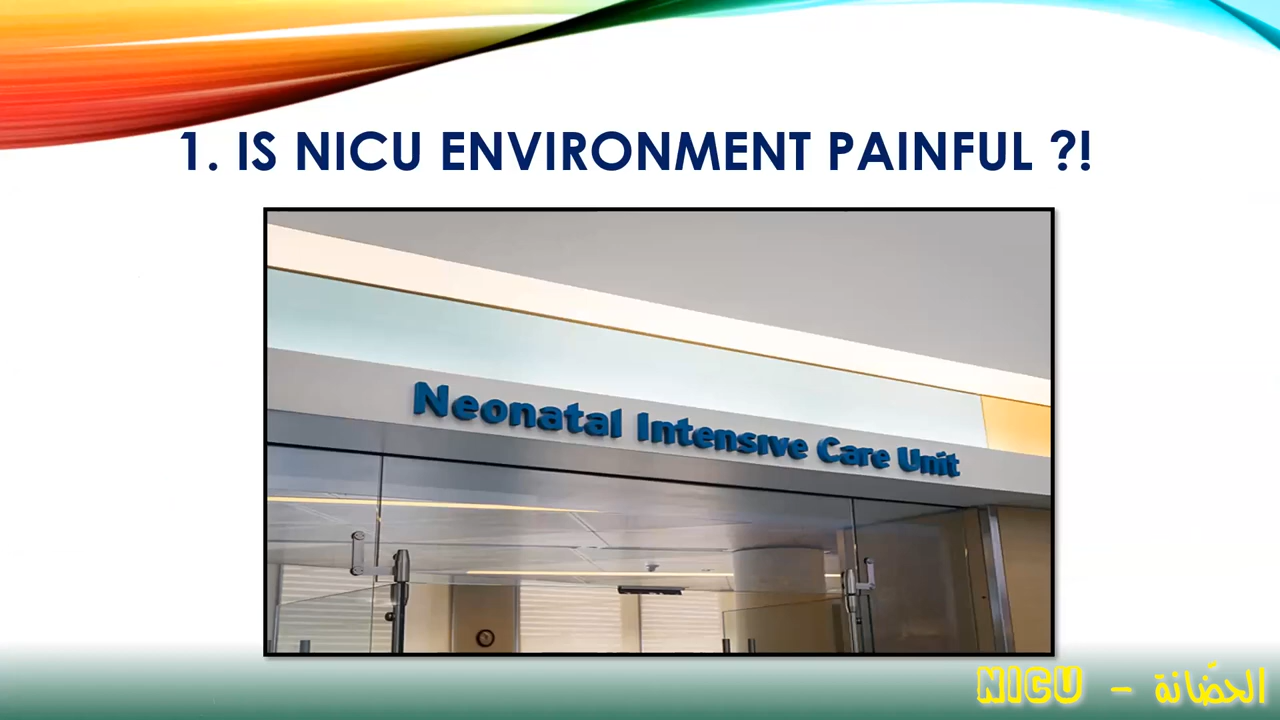 1. IS NICU ENVIRONMENT PAINFUL ?!
Neonatal Intensive Care Unit
NICU - الحضّانة